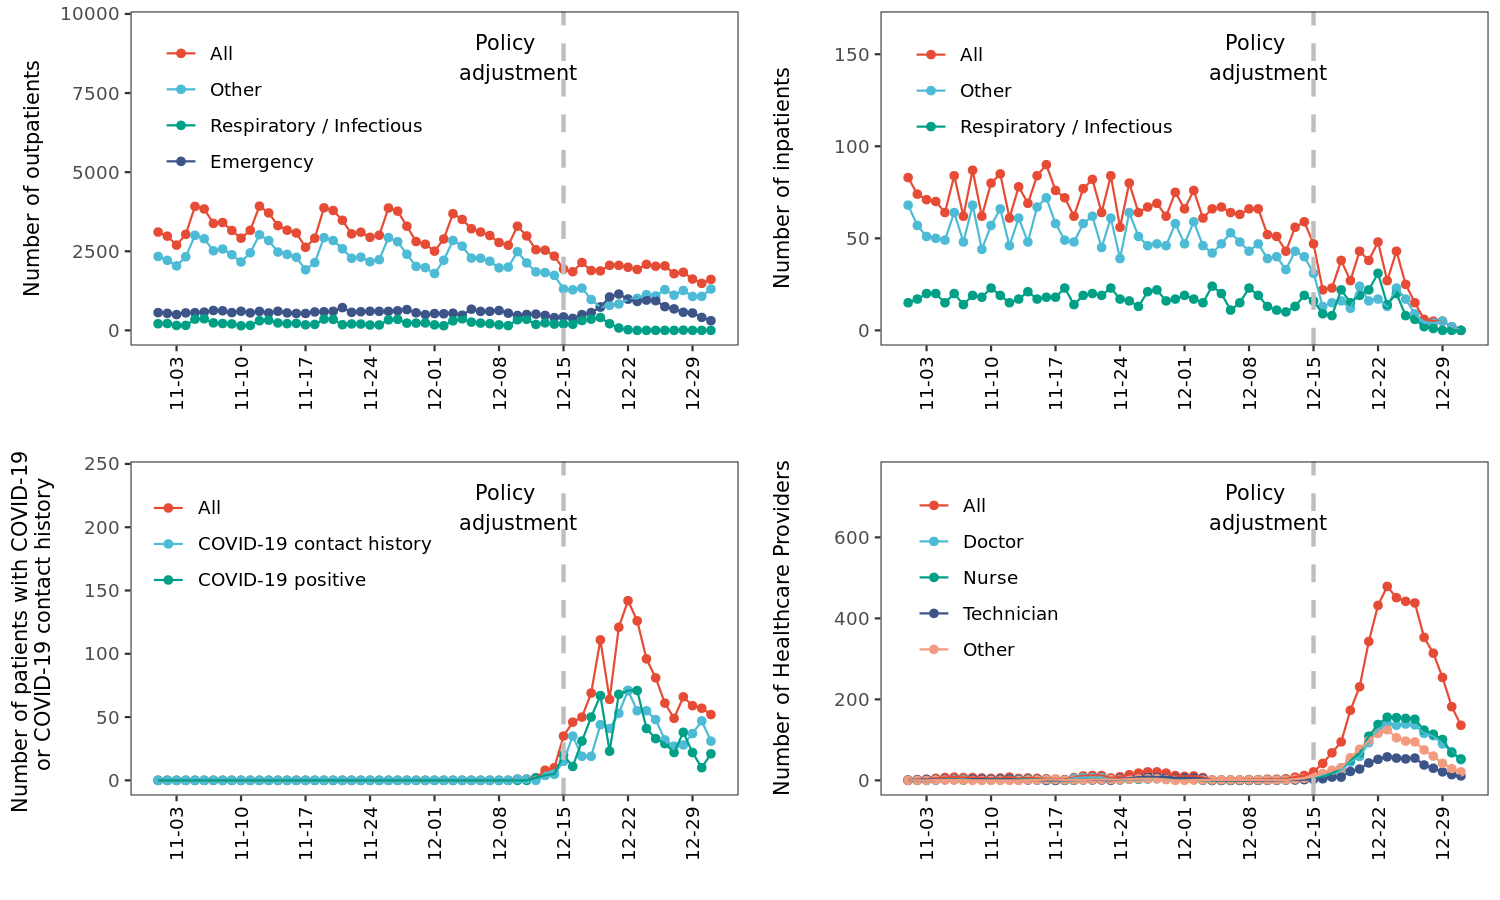 Number of outpatients
10000
7500
5000
2500
0
Policy
adjustment
All
Other
Respiratory / Infectious
Emergency
11-03
11-10
11-17
11-24
12-01
12-08
12-15
12-22
12-29
Number of inpatients
150
100
50
0
Policy
adjustment
All
Other
Respiratory / Infectious
11-03
11-10
11-17
11-24
12-01
12-08
12-15
12-22
12-29
Number of patients with COVID-19
or COVID-19 contact history
250
200
150
100
50
0
Policy
adjustment
All
COVID-19 contact history
COVID-19 positive
11-03
11-10
11-17
11-24
12-01
12-08
12-15
12-22
12-29
Number of Healthcare Providers
600
400
200
0
Policy
adjustment
All
Doctor
Nurse
Technician
Other
11-03
11-10
11-17
11-24
12-01
12-08
12-15
12-22
12-29